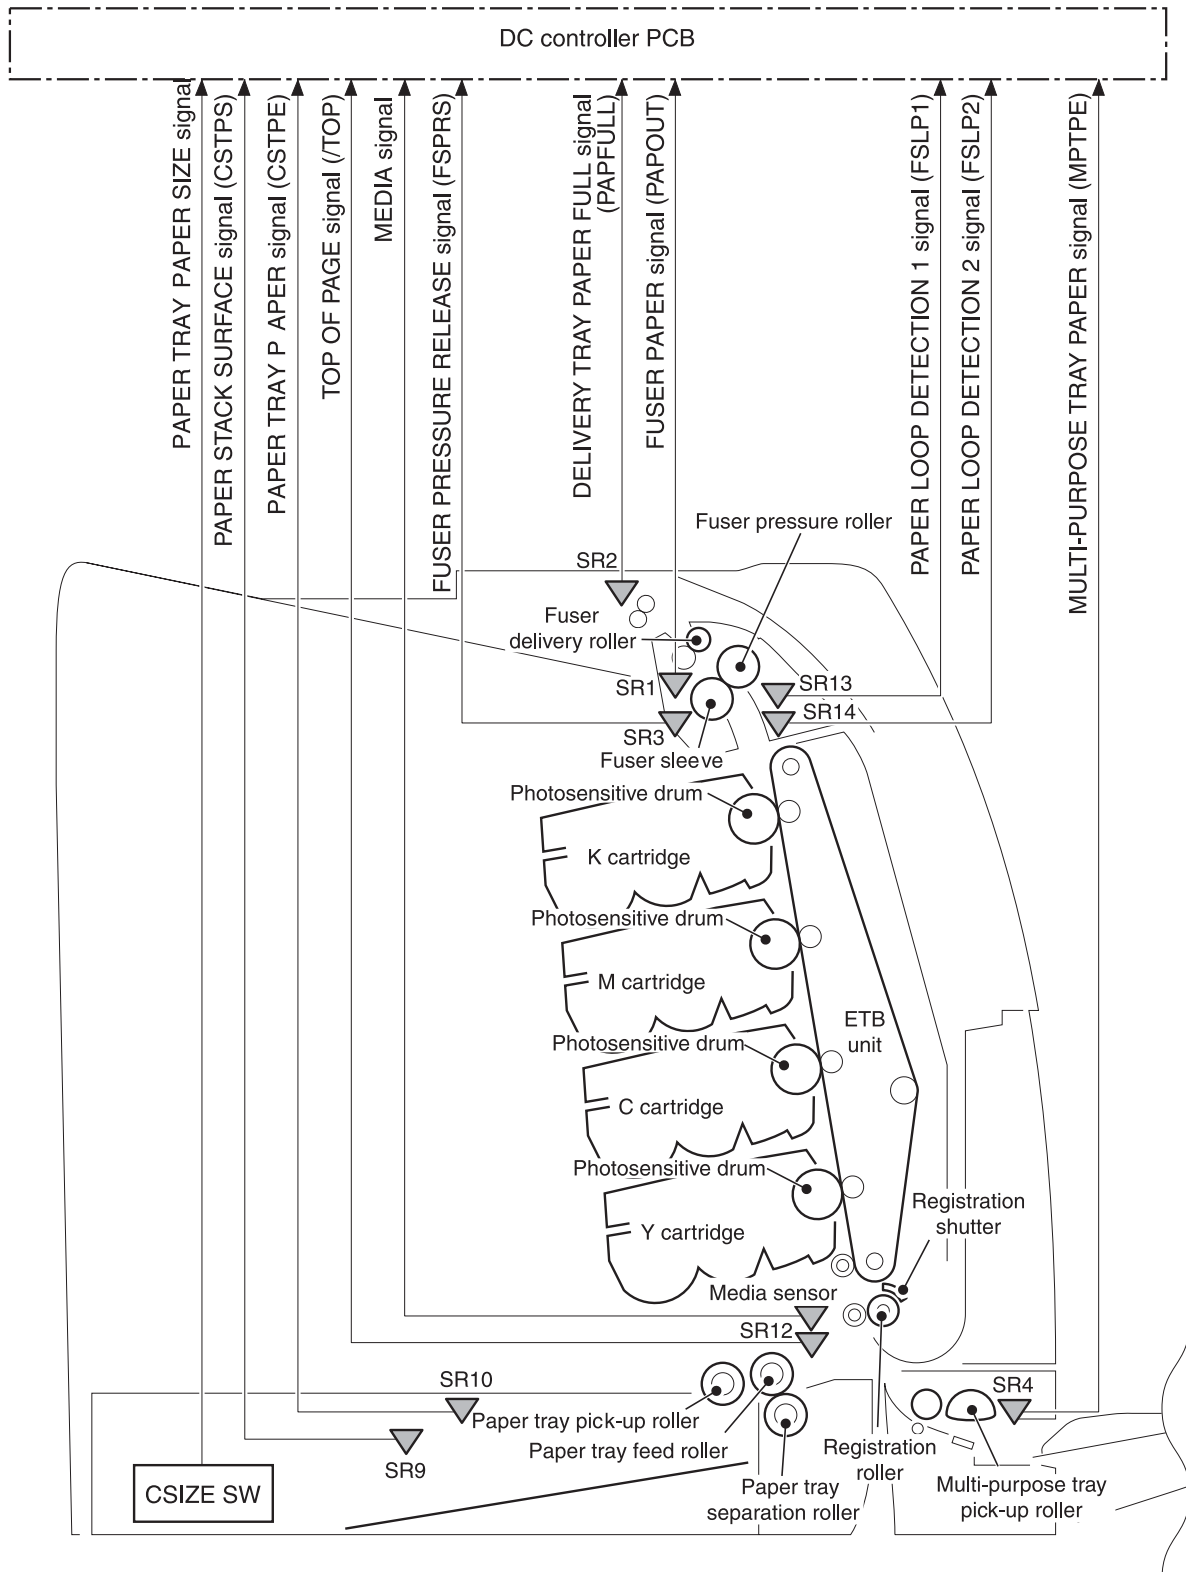 DC controller PCB
PAPER TRAY PAPER SIZE signal
PAPER STACK SURFACE signal (CSTPS)
PAPER TRAY P APER signal (CSTPE)
TOP OF PAGE signal (/TOP)
MEDIA signal
FUSER PRESSURE RELEASE signal (FSPRS)
DELIVERY TRAY PAPER FULL signal
(PAPFULL)
FUSER PAPER signal (PAPOUT)
PAPER LOOP DETECTION 1 signal (FSLP1)
PAPER LOOP DETECTION 2 signal (FSLP2)
MULTI-PURPOSE TRAY PAPER signal (MPTPE)
Fuser pressure roller
SR2
Fuser
delivery roller
SR1
SR13
SR14
SR3
Fuser sleeve
Photosensitive drum
K cartridge
Photosensitive drum
M cartridge
ETB
unit
Photosensitive drum
C cartridge
Photosensitive drum
Y cartridge
Registration
shutter
Media sensor
SR12
SR10
SR4
Paper tray pick-up roller
Paper tray feed roller
SR9
Registration
roller
CSIZE SW
Paper tray
separation roller
Multi-purpose tray
pick-up roller